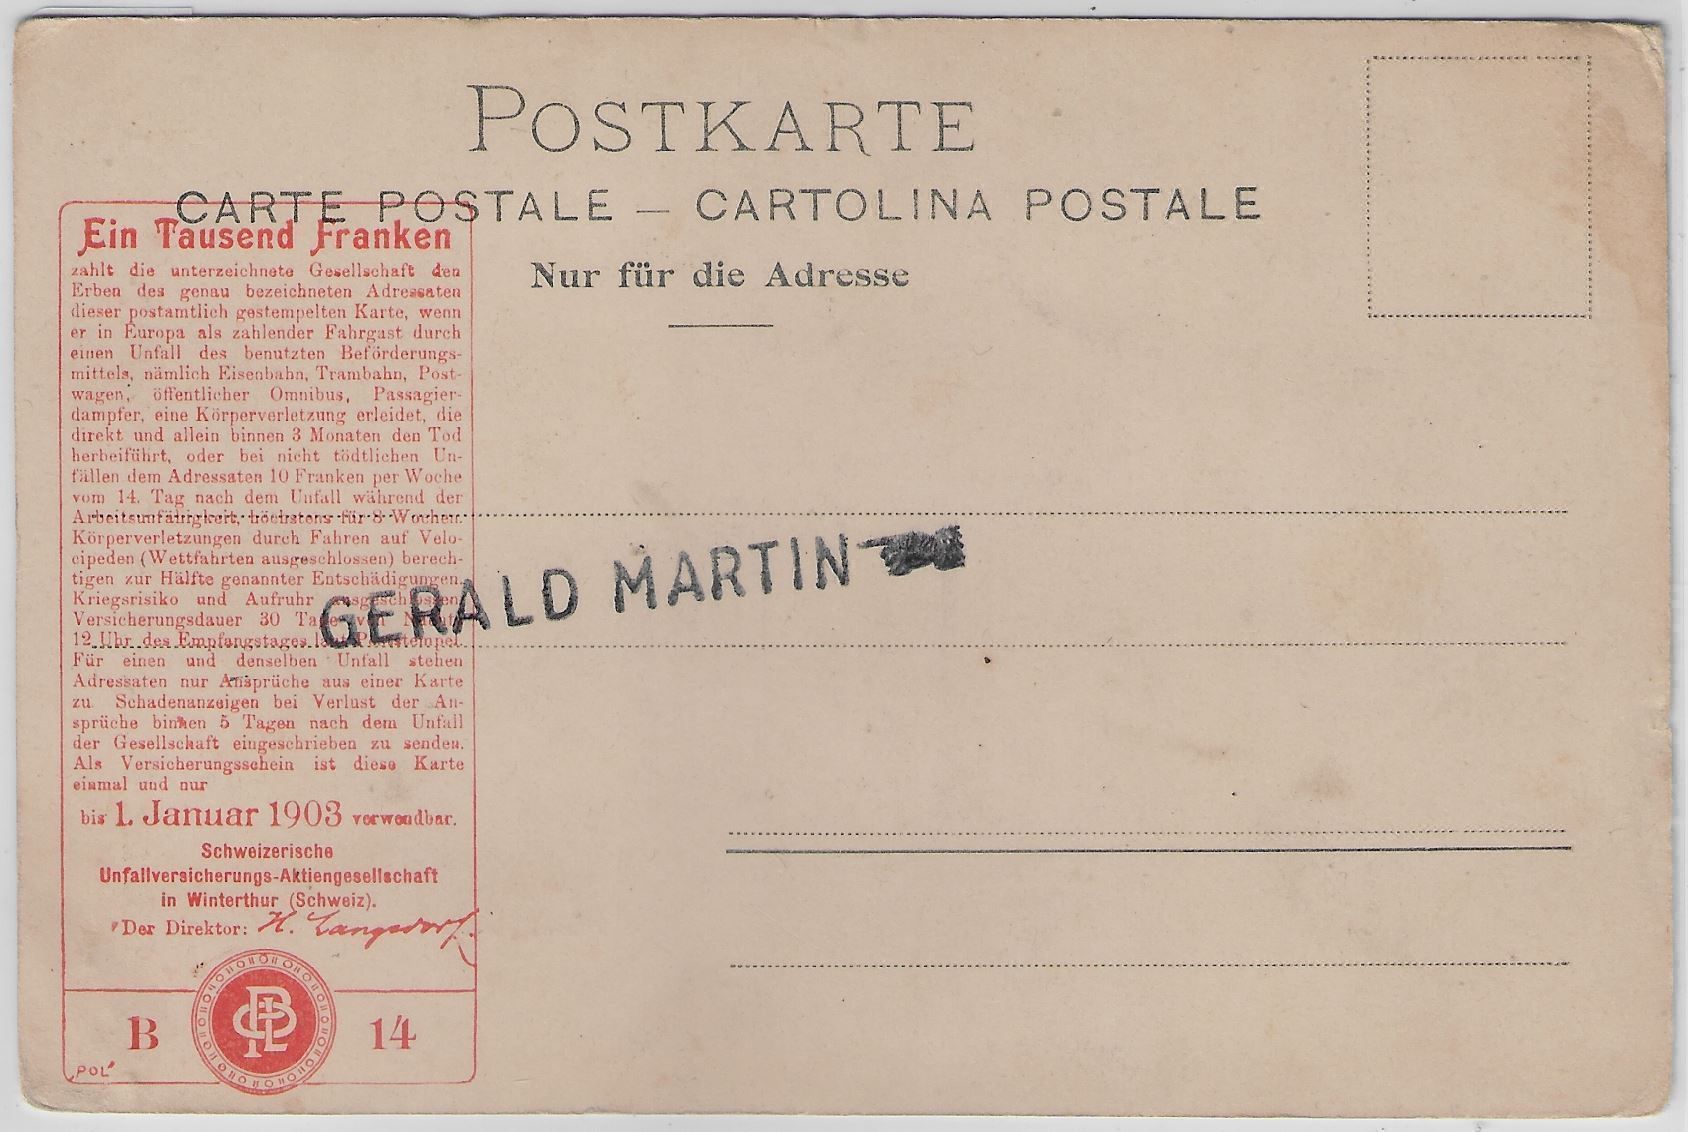 POSTKARTE
CARTE POSTALE — CARTOLINA POSTALE
Nur für die Adresse
Ein Tausend Franken
zahlt die unterzeichnete Gesellschaft den
Erben des genau bezeichneten Adressaten
dieser postamtlich gestempelten Karte, wenn
er in Europa als zahlender Fahrgast durch
einen Unfall des benutzten Beförderungs-
mittels, nämlich Eisenbahn, Trambahn, Post-
wagen, öffentlicher Omnibus, Passagier-
dampfer, eine Körperverletzung erleidet, die
direkt und allein binnen 3 Monaten den Tod
herbeiführt, oder bei nicht tödtlichen Un-
fällen dem Adressaten 10 Franken per Woche
vom 14. Tag nach dem Unfall während der
Arbeitsunfähigkeit, höchstens für 8 Wochen.
Körperverletzungen durch Fahren auf Velo-
cipeden (Wettfahrten ausgeschlossen) berech-
tigen zur Hälfte genannter Entschädigungen.
Kriegsrisiko und Aufruhr ausgeschlossen.
Versicherungsdauer 30 Tage von Nachts
12 Uhr des Empfangstages laut Poststempel.
Für einen und denselben Unfall stehen
Adressaten nur Ansprüche aus einer Karte
zu. Schadenanzeigen bei Verlust der An-
sprüche binnen 5 Tagen nach dem Unfall
der Gesellschaft eingeschrieben zu senden.
Als Versicherungsschein ist diese Karte
einmal und nur
bis 1. Januar 1903 verwendbar.
Schweizerische
Unfallversicherungs-Aktiengesellschaft
in Winterthur (Schweiz).
Der Direktor: H. Langsdorf.
B 14
POL
GERALD MARTIN